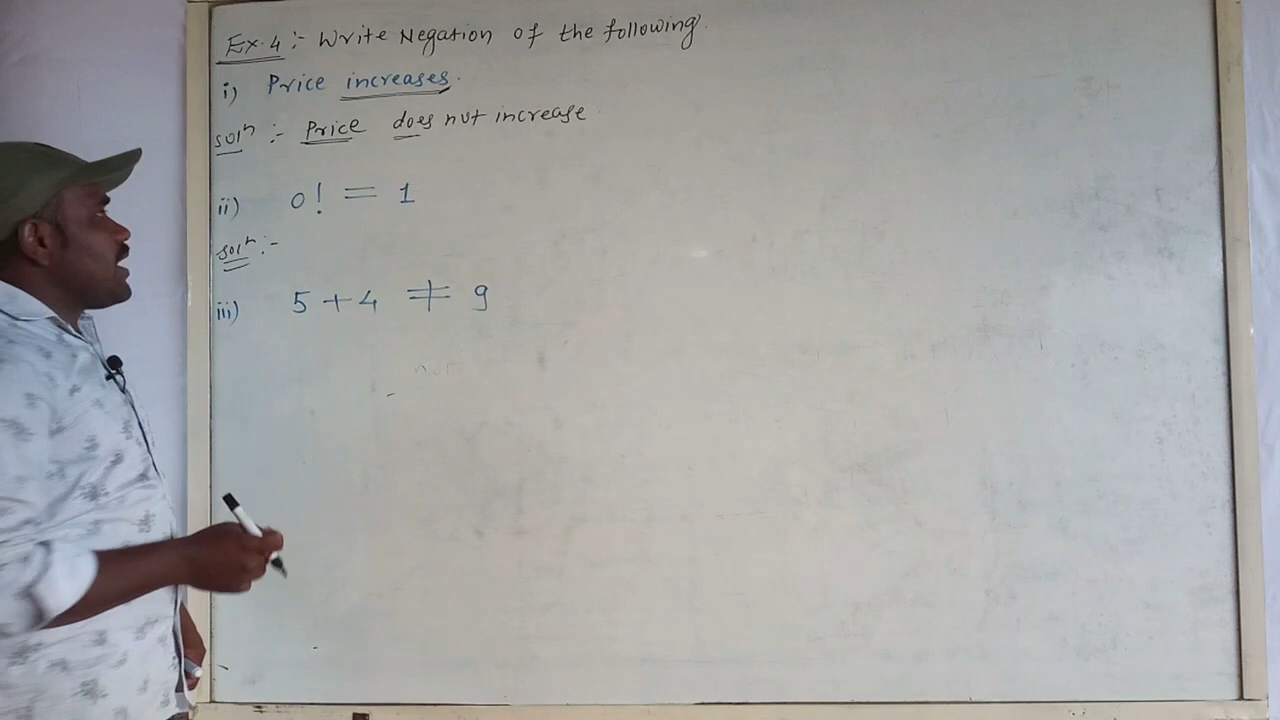 Ex.4 :- Write Negation of the following.
i) Price increases.
Solⁿ :- Price does not increase.
ii) 0! = 1
Solⁿ :-
iii) 5 + 4 ≠ 9